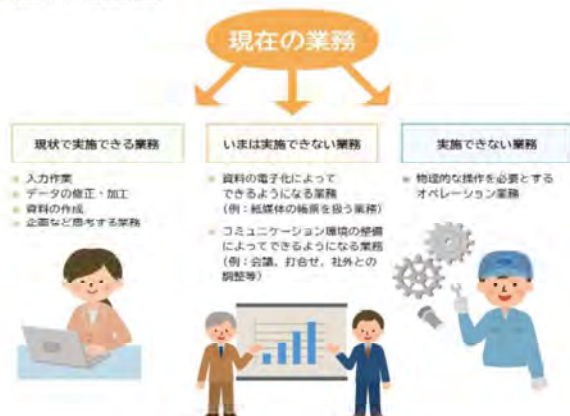 現在の業務
現状で実施できる業務
入力作業
データの修正・加工
資料の作成
企画など思考する業務
いまは実施できない業務
資料の電子化によって
できるようになる業務
（例：紙媒体の帳票を扱う業務）
コミュニケーション環境の整備
によってできるようになる業務
（例：会議、打合せ、社外との
調整等）
実施できない業務
物理的な操作を必要とする
オペレーション業務